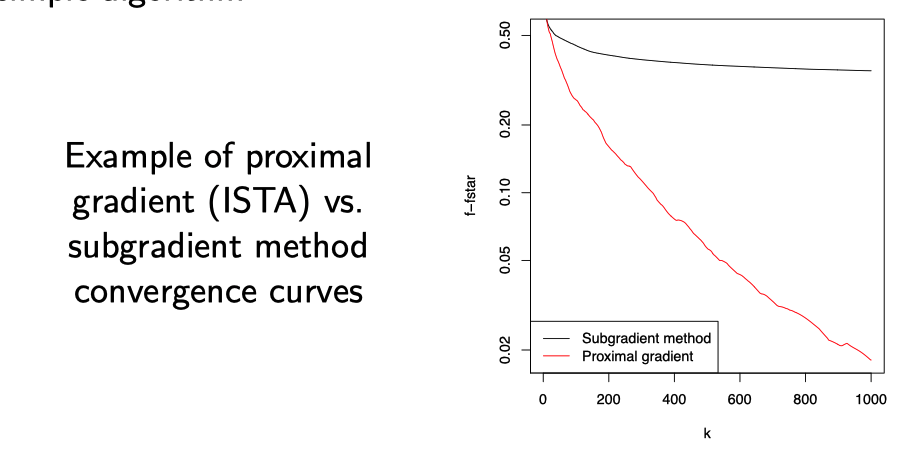 Example of proximal
gradient (ISTA) vs.
subgradient method
convergence curves
f−fstar
0.50
0.20
0.10
0.05
0.02
Subgradient method
Proximal gradient
0 200 400 600 800 1000
k